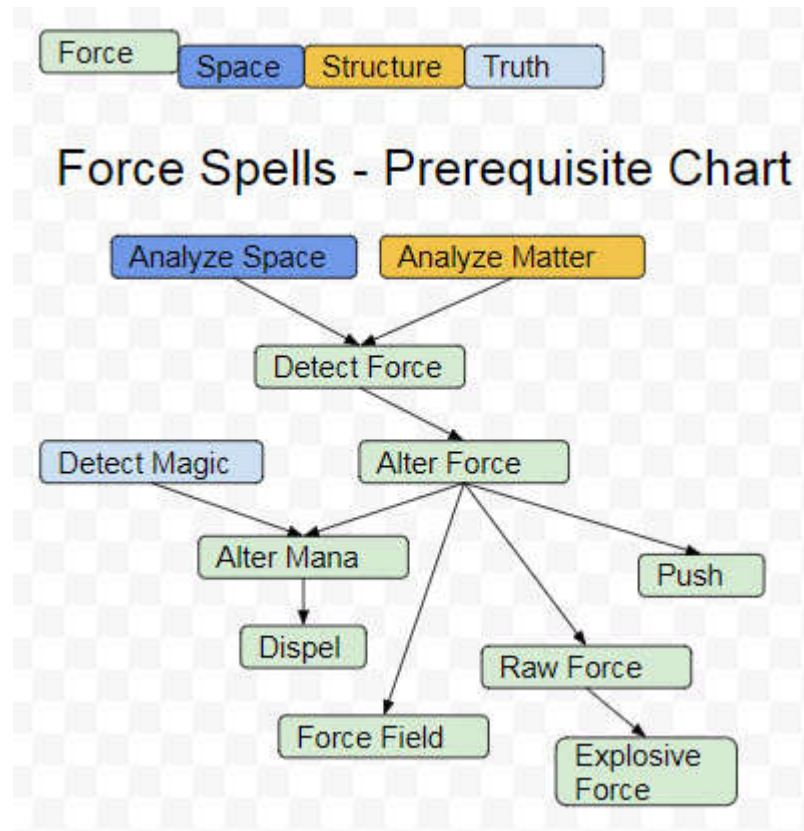 Force
Space
Structure
Truth
Force Spells - Prerequisite Chart
Analyze Space
Analyze Matter
Detect Force
Detect Magic
Alter Force
Alter Mana
Push
Dispel
Raw Force
Force Field
Explosive
Force